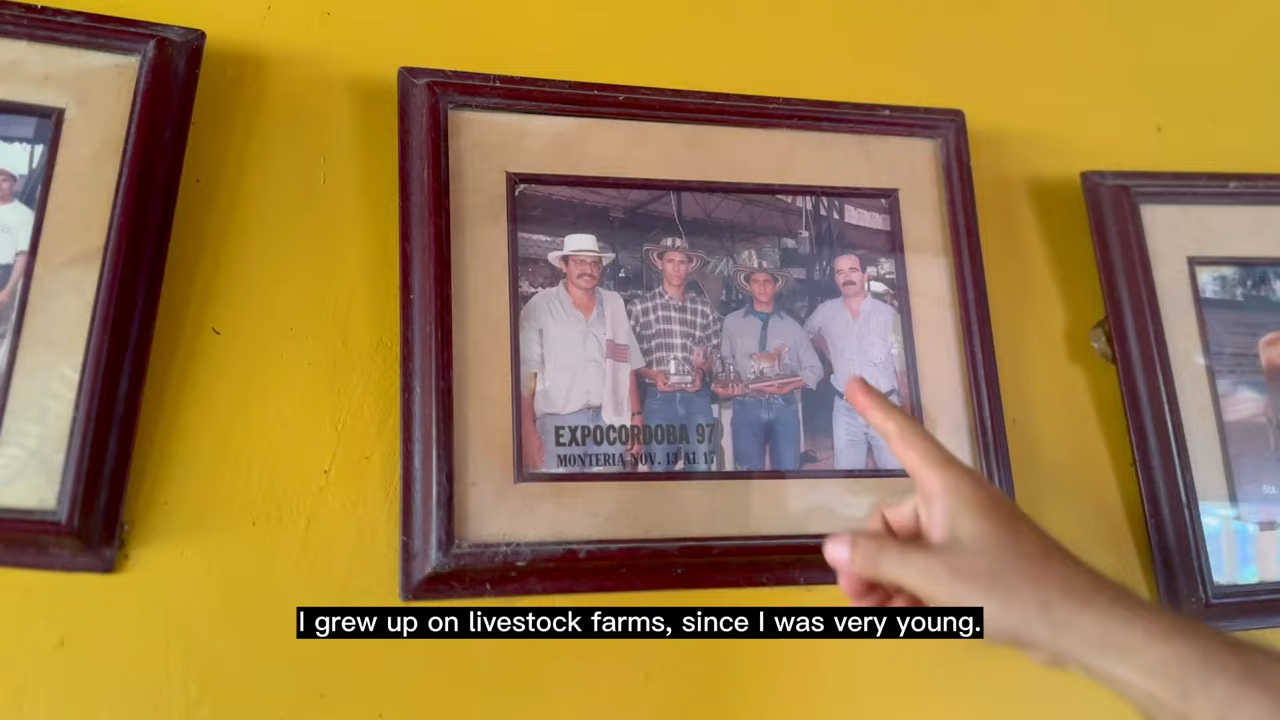 EXPOCORDOBA 97
MONTERIA NOV. 13 AL 17
I grew up on livestock farms, since I was very young.